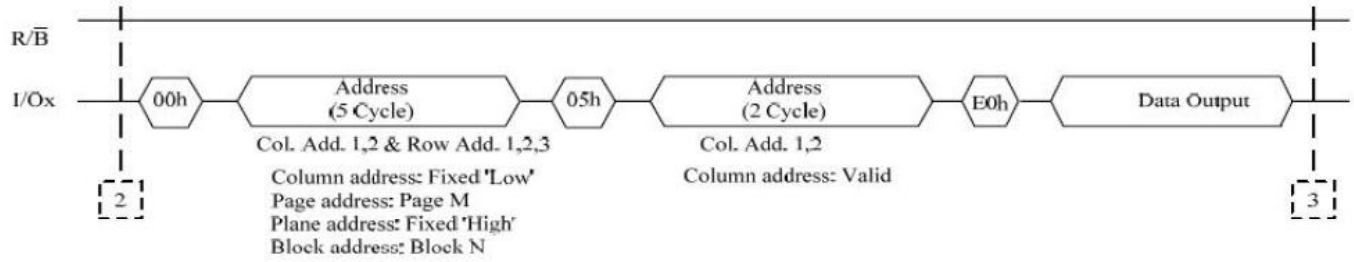 R/B̅
I/Ox
00h
Address
(5 Cycle)
05h
Address
(2 Cycle)
E0h
Data Output
Col. Add. 1,2 & Row Add. 1,2,3
Col. Add. 1,2
Column address: Fixed 'Low'
Column address: Valid
Page address: Page M
Plane address: Fixed 'High'
Block address: Block N
2
3